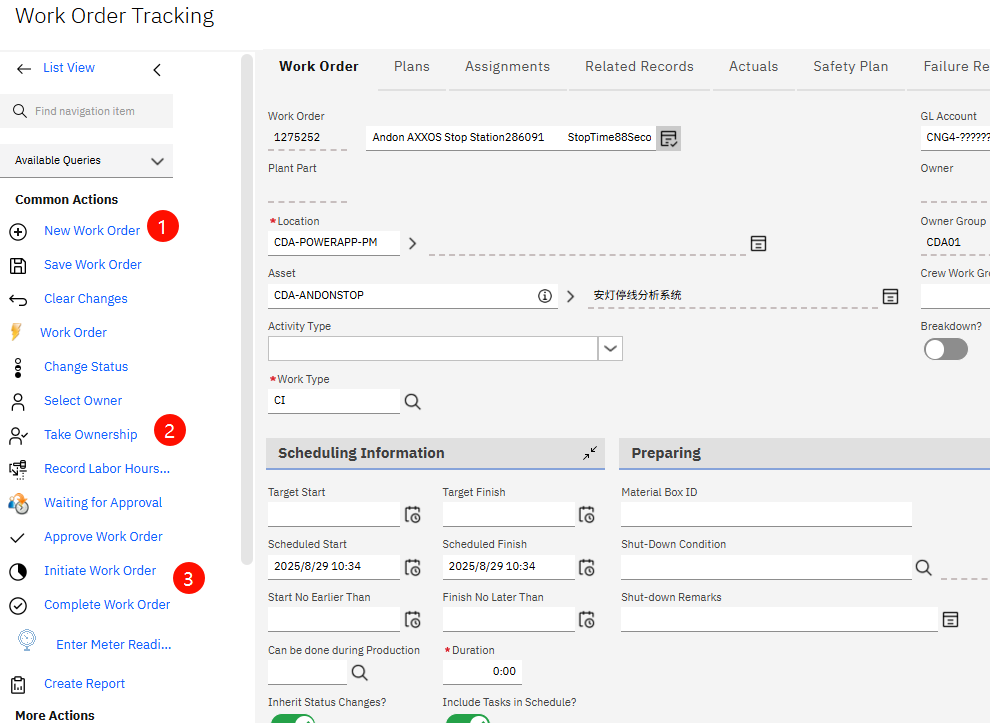 Work Order Tracking
List View
Find navigation item
Available Queries
Common Actions
New Work Order
1
Save Work Order
Clear Changes
Work Order
Change Status
Select Owner
Take Ownership
2
Record Labor Hours...
Waiting for Approval
Approve Work Order
Initiate Work Order
3
Complete Work Order
Enter Meter Readi...
Create Report
More Actions
Work Order Plans Assignments Related Records Actuals Safety Plan Failure Re
Work Order
1275252 Andon AXXOS Stop Station286091 StopTime88Seco
Plant Part
*Location
CDA-POWERAPP-PM
Asset
CDA-ANDONSTOP 安灯停线分析系统
Activity Type
*Work Type
CI
GL Account
CNG4-??????
Owner
Owner Group
CDA01
Crew Work Gr
Breakdown?
Scheduling Information
Target Start Target Finish
Scheduled Start Scheduled Finish
2025/8/29 10:34 2025/8/29 10:34
Start No Earlier Than Finish No Later Than
Can be done during Production *Duration
0:00
Inherit Status Changes? Include Tasks in Schedule?
Preparing
Material Box ID
Shut-Down Condition
Shut-down Remarks